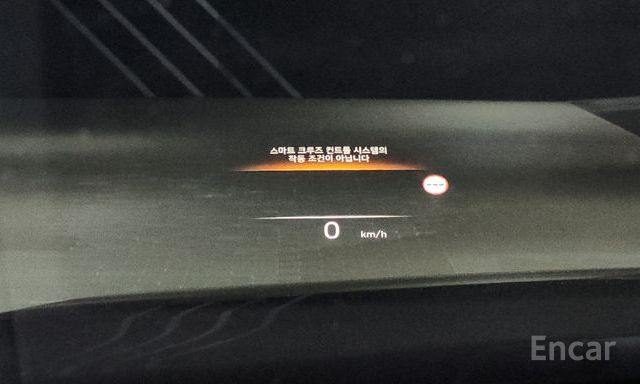 스마트 크루즈 컨트롤 시스템의
작동 조건이 아닙니다
---
0 km/h
Encar